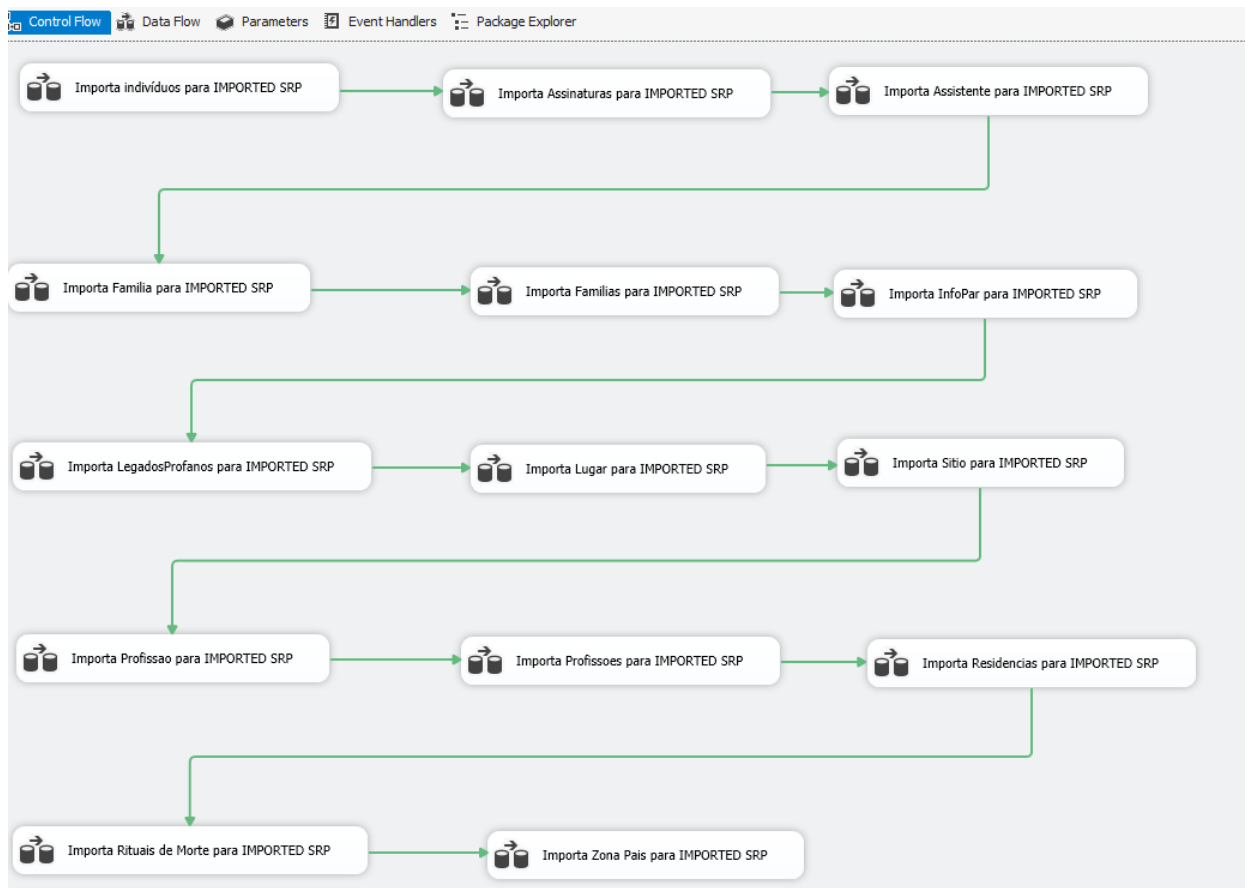 Control Flow Data Flow Parameters Event Handlers Package Explorer
Importa indivíduos para IMPORTED SRP
Importa Assinaturas para IMPORTED SRP
Importa Assistente para IMPORTED SRP
Importa Familia para IMPORTED SRP
Importa Familias para IMPORTED SRP
Importa InfoPar para IMPORTED SRP
Importa LegadosProfanos para IMPORTED SRP
Importa Lugar para IMPORTED SRP
Importa Sitio para IMPORTED SRP
Importa Profissao para IMPORTED SRP
Importa Profissoes para IMPORTED SRP
Importa Residencias para IMPORTED SRP
Importa Rituais de Morte para IMPORTED SRP
Importa Zona Pais para IMPORTED SRP